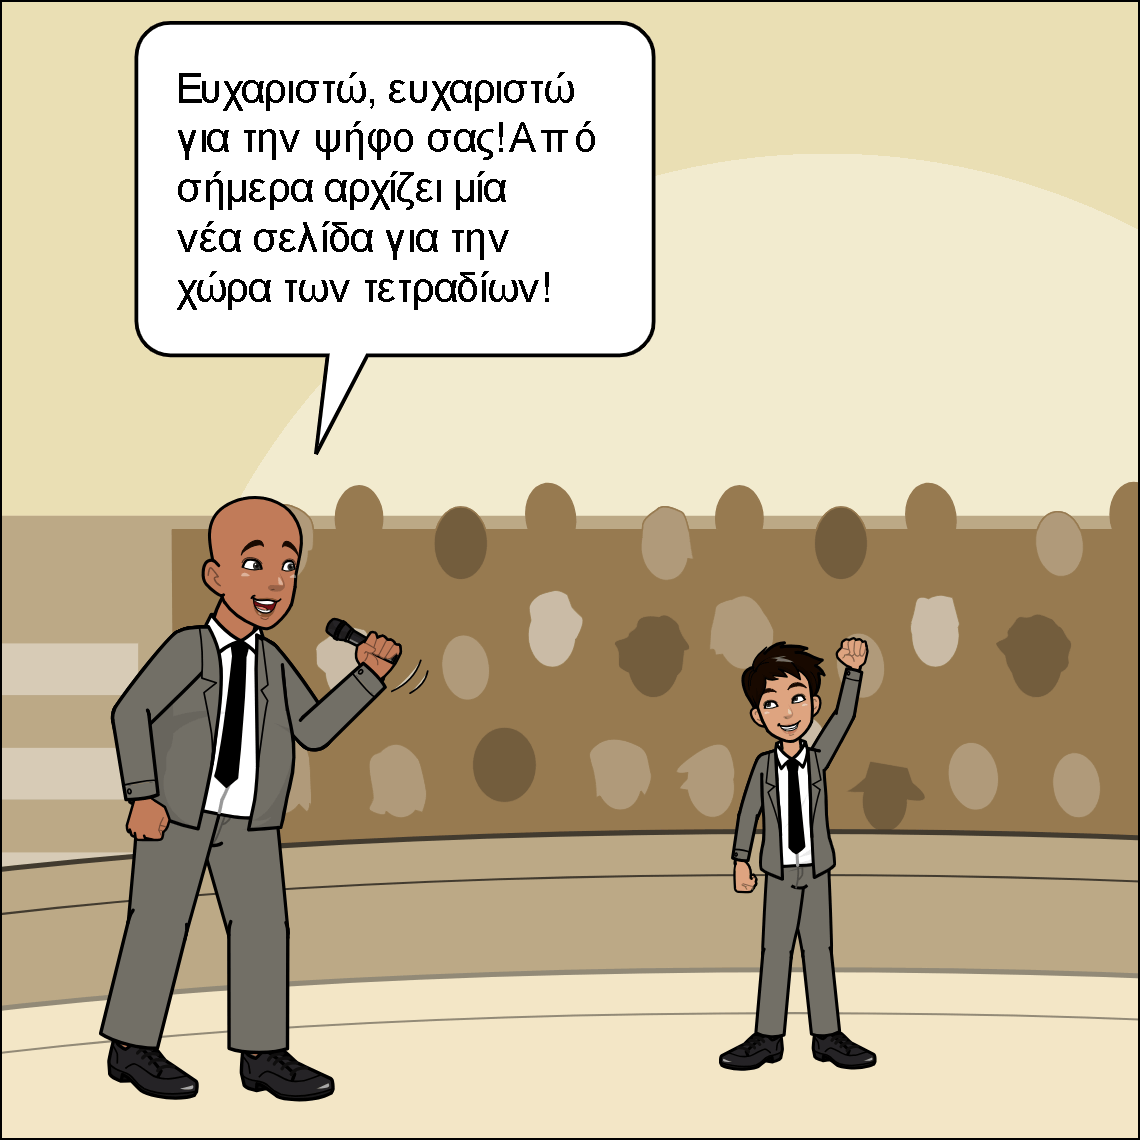 Ευχαριστώ, ευχαριστώ
για την ψήφο σας!Από
σήμερα αρχίζει μία
νέα σελίδα για την
χώρα των τετραδίων!